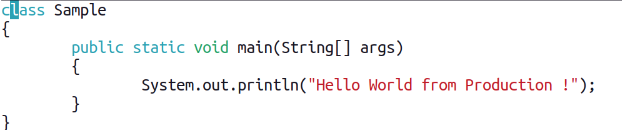 class Sample
{
        public static void main(String[] args)
        {
                System.out.println("Hello World from Production !");
        }
}